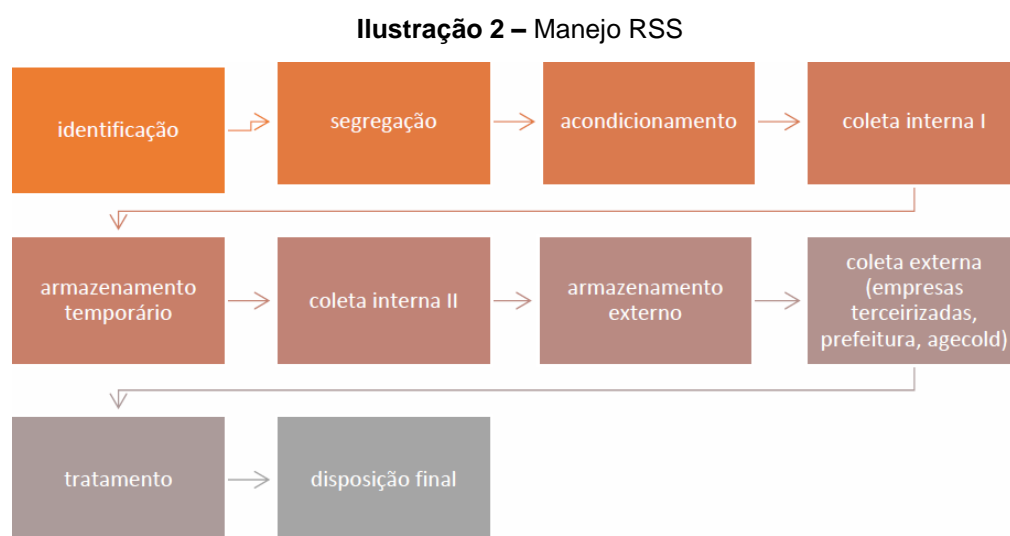 Ilustração 2 – Manejo RSS
identificação
segregação
acondicionamento
coleta interna I
armazenamento
temporário
coleta interna II
armazenamento
externo
coleta externa
(empresas
terceirizadas,
prefeitura, agecold)
tratamento
disposição final